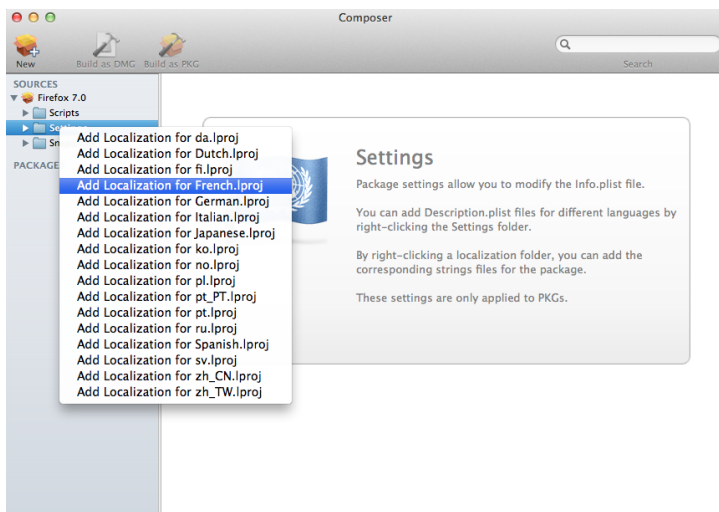 Composer
New
Build as DMG
Build as PKG
Search
SOURCES
Firefox 7.0
Scripts
Se
Sn
PACKAGE
Add Localization for da.lproj
Add Localization for Dutch.lproj
Add Localization for fi.lproj
Add Localization for French.lproj
Add Localization for German.lproj
Add Localization for Italian.lproj
Add Localization for Japanese.lproj
Add Localization for ko.lproj
Add Localization for no.lproj
Add Localization for pl.lproj
Add Localization for pt_PT.lproj
Add Localization for pt.lproj
Add Localization for ru.lproj
Add Localization for Spanish.lproj
Add Localization for sv.lproj
Add Localization for zh_CN.lproj
Add Localization for zh_TW.lproj
Settings
Package settings allow you to modify the Info.plist file.
You can add Description.plist files for different languages by
right-clicking the Settings folder.
By right-clicking a localization folder, you can add the
corresponding strings files for the package.
These settings are only applied to PKGs.